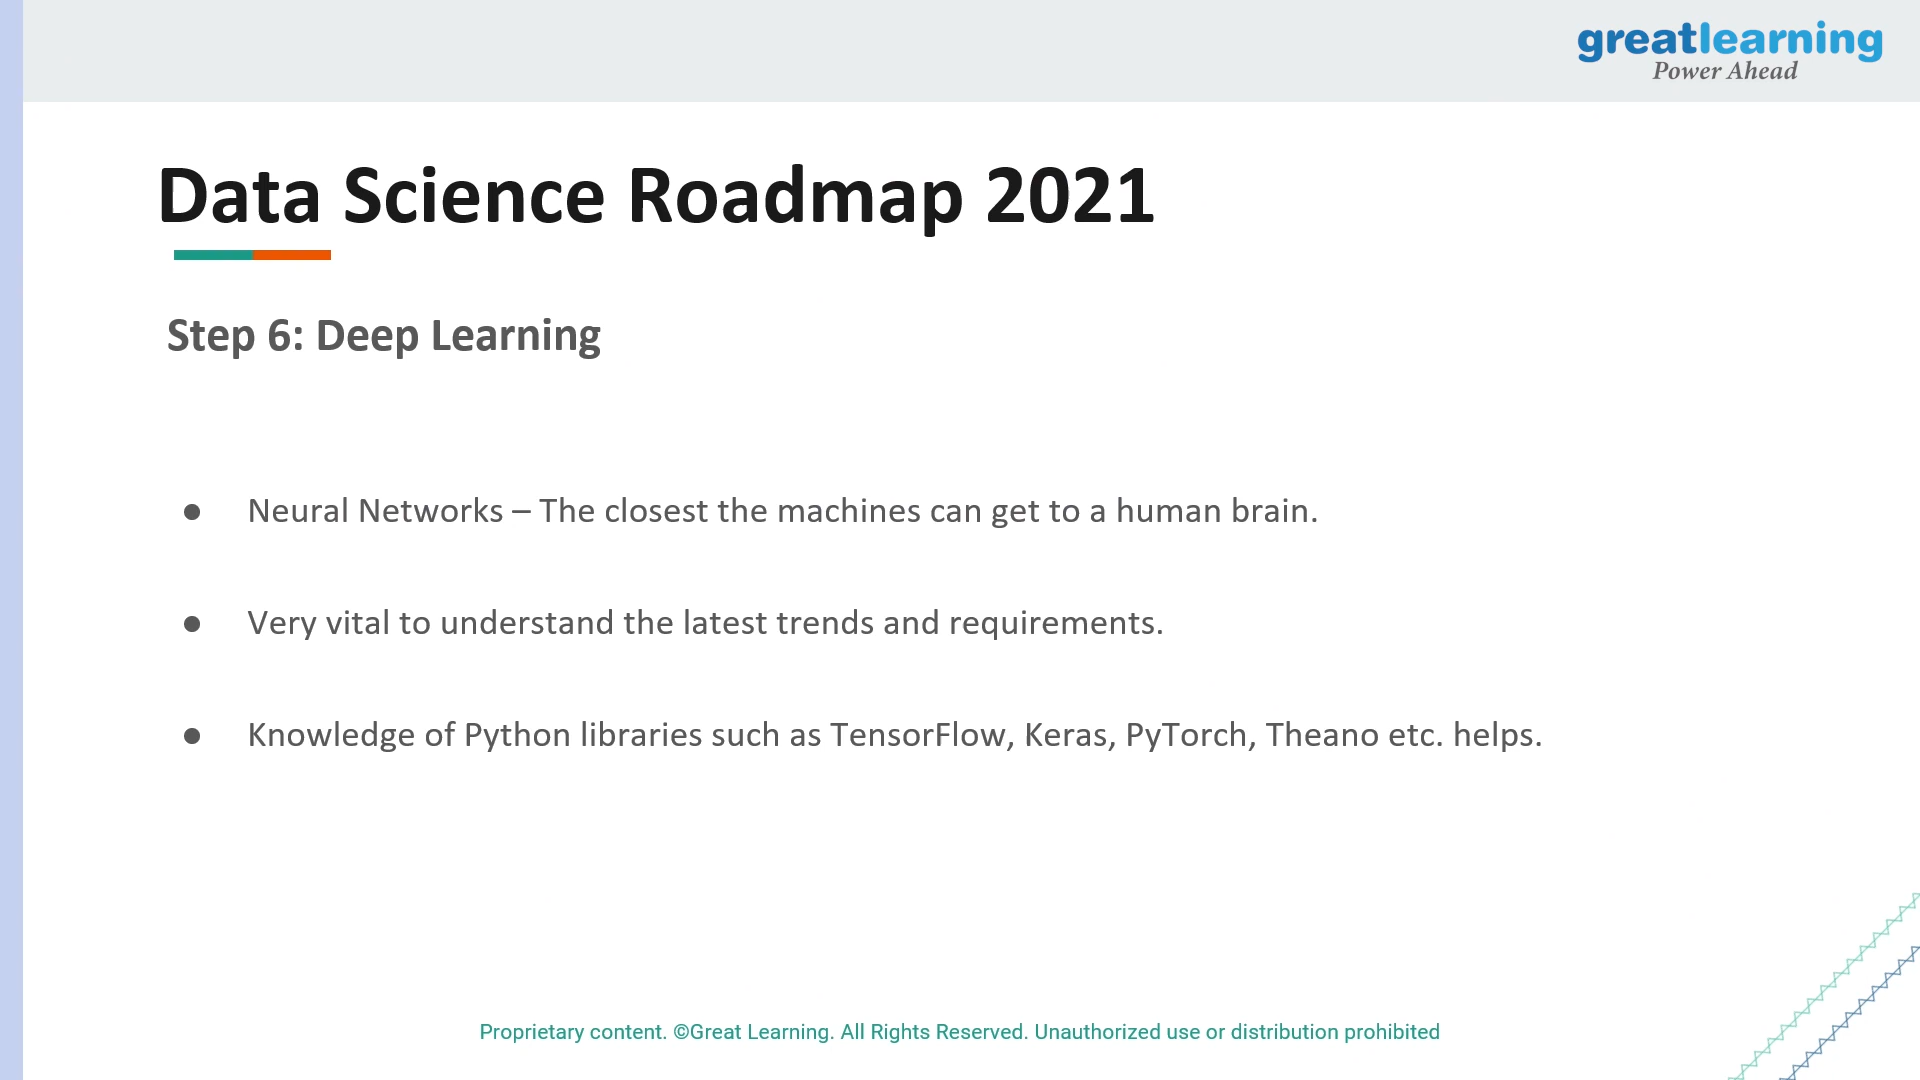 greatlearning
Power Ahead
Data Science Roadmap 2021
Step 6: Deep Learning
● Neural Networks – The closest the machines can get to a human brain.
● Very vital to understand the latest trends and requirements.
● Knowledge of Python libraries such as TensorFlow, Keras, PyTorch, Theano etc. helps.
Proprietary content. ©Great Learning. All Rights Reserved. Unauthorized use or distribution prohibited